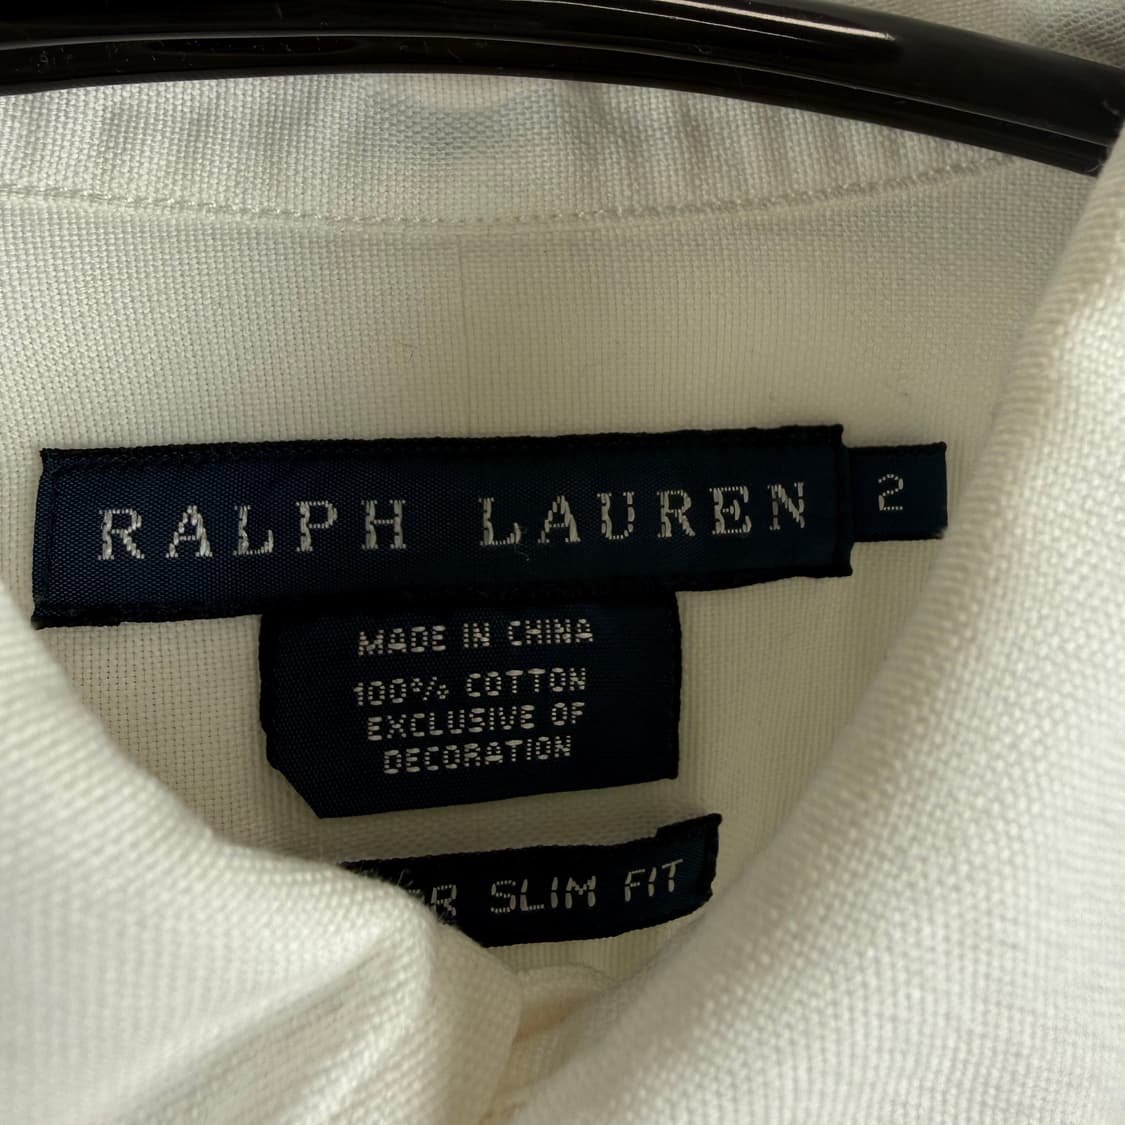 RALPH LAUREN 2
MADE IN CHINA
100% COTTON
EXCLUSIVE OF
DECORATION
SLIM FIT